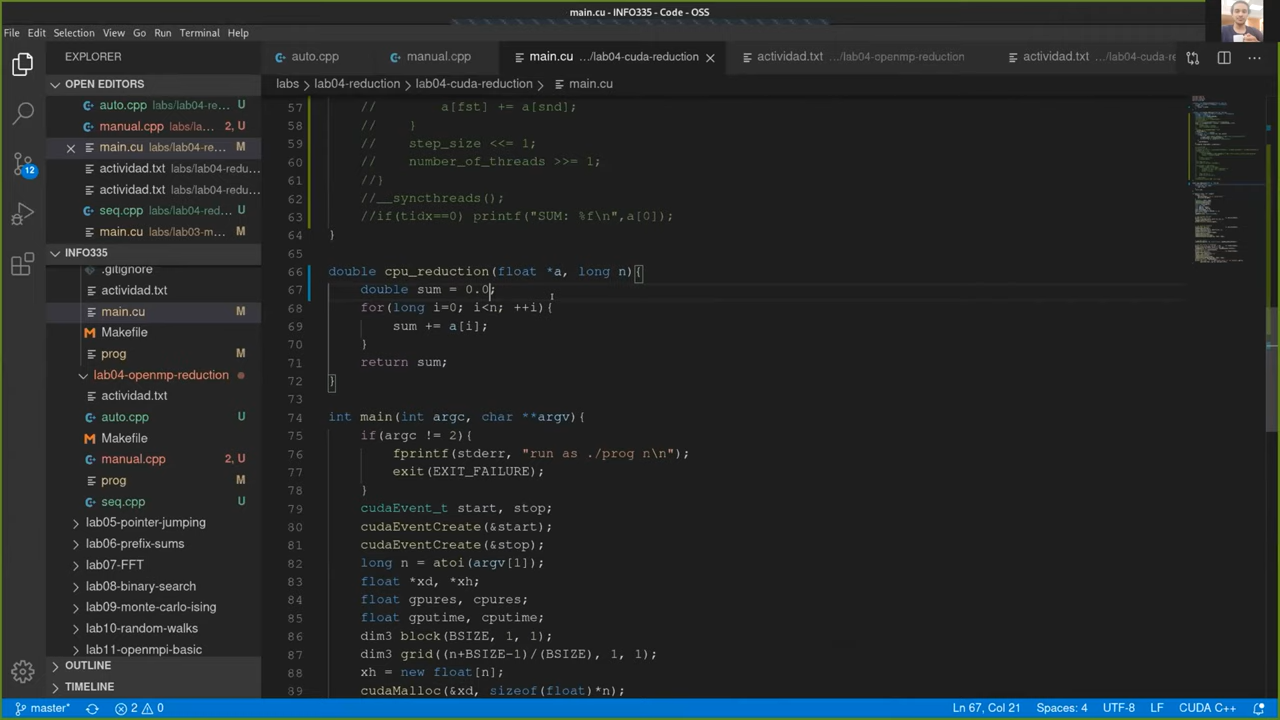 main.cu - INFO335 - Code - OSS
File Edit Selection View Go Run Terminal Help
EXPLORER
auto.cpp
manual.cpp
main.cu .../lab04-cuda-reduction
actividad.txt .../lab04-openmp-reduction
actividad.txt .../lab04-cuda-re
OPEN EDITORS
labs > lab04-reduction > lab04-cuda-reduction > main.cu
auto.cpp labs/lab04-re... U
manual.cpp labs/la... 2, U
main.cu labs/lab04-re... M
actividad.txt labs/lab04-redu...
actividad.txt labs/lab04-redu...
seq.cpp labs/lab04-red... U
main.cu labs/lab03-m... M
12
INFO335
.gitignore
actividad.txt
main.cu M
Makefile
prog M
lab04-openmp-reduction
actividad.txt
auto.cpp U
Makefile
manual.cpp 2, U
prog
seq.cpp U
lab05-pointer-jumping
lab06-prefix-sums
lab07-FFT
lab08-binary-search
lab09-monte-carlo-ising
lab10-random-walks
lab11-openmpi-basic
OUTLINE
TIMELINE
57 // a[fst] += a[snd];
58 // }
59 // step_size <<= 1;
60 // number_of_threads >>= 1;
61 //}
62 //__syncthreads();
63 //if(tidx==0) printf("SUM: %f\n",a[0]);
64 }
65
66 double cpu_reduction(float *a, long n){
67 double sum = 0.0;
68 for(long i=0; i<n; ++i){
69 sum += a[i];
70 }
71 return sum;
72 }
73
74 int main(int argc, char **argv){
75 if(argc != 2){
76 fprintf(stderr, "run as ./prog n\n");
77 exit(EXIT_FAILURE);
78 }
79 cudaEvent_t start, stop;
80 cudaEventCreate(&start);
81 cudaEventCreate(&stop);
82 long n = atoi(argv[1]);
83 float *xd, *xh;
84 float gpures, cpures;
85 float gputime, cputime;
86 dim3 block(BSIZE, 1, 1);
87 dim3 grid((n+BSIZE-1)/(BSIZE), 1, 1);
88 xh = new float[n];
89 cudaMalloc(&xd, sizeof(float)*n);
master* 2 0 Ln 67, Col 21 Spaces: 4 UTF-8 LF CUDA C++